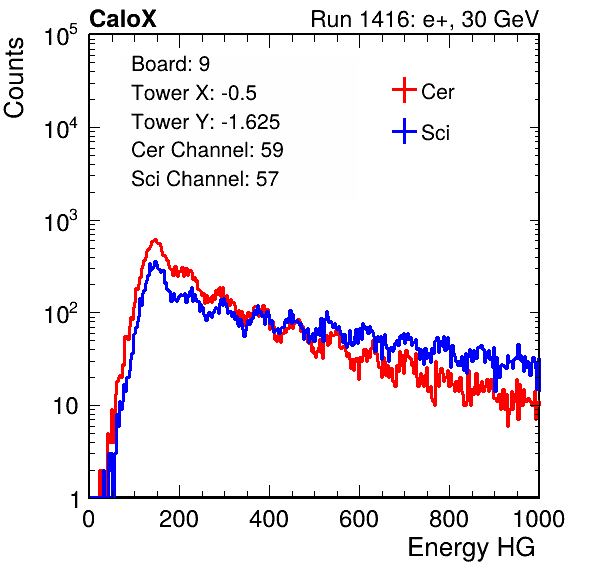 CaloX Run 1416: e+, 30 GeV
Counts
Board: 9
Tower X: -0.5
Tower Y: -1.625
Cer Channel: 59
Sci Channel: 57
Cer
Sci
10^5
10^4
10^3
10^2
10
1
0 200 400 600 800 1000
Energy HG